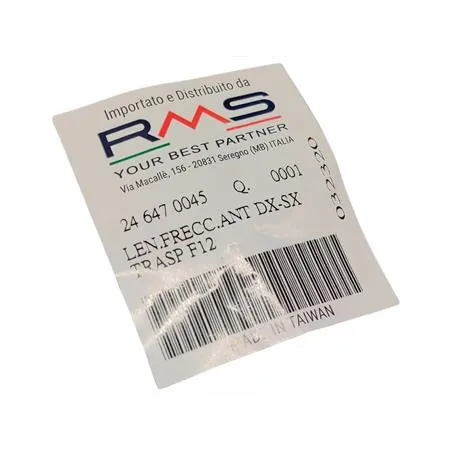 Importato e Distribuito da
RMS
YOUR BEST PARTNER
Via Macallè, 156 - 20831 Seregno (MB) ITALIA
24 647 0045 Q. 0001
LEN.FRECC.ANT DX-SX
TRASP F12
MADE IN TAIWAN